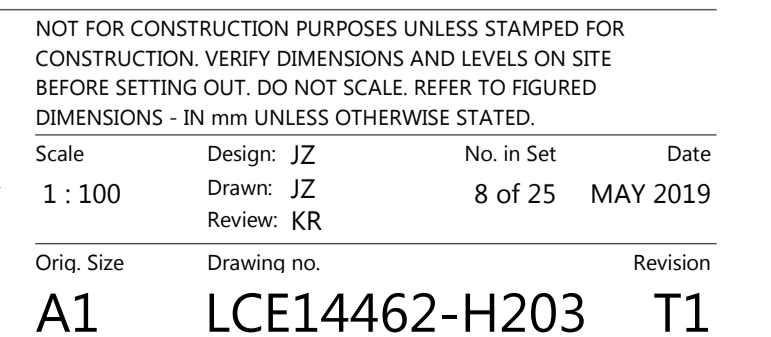 NOT FOR CONSTRUCTION PURPOSES UNLESS STAMPED FOR
CONSTRUCTION. VERIFY DIMENSIONS AND LEVELS ON SITE
BEFORE SETTING OUT. DO NOT SCALE. REFER TO FIGURED
DIMENSIONS - IN mm UNLESS OTHERWISE STATED.
Scale Design: JZ No. in Set Date
1 : 100 Drawn: JZ 8 of 25 MAY 2019
Review: KR
Orig. Size Drawing no. Revision
A1 LCE14462-H203 T1